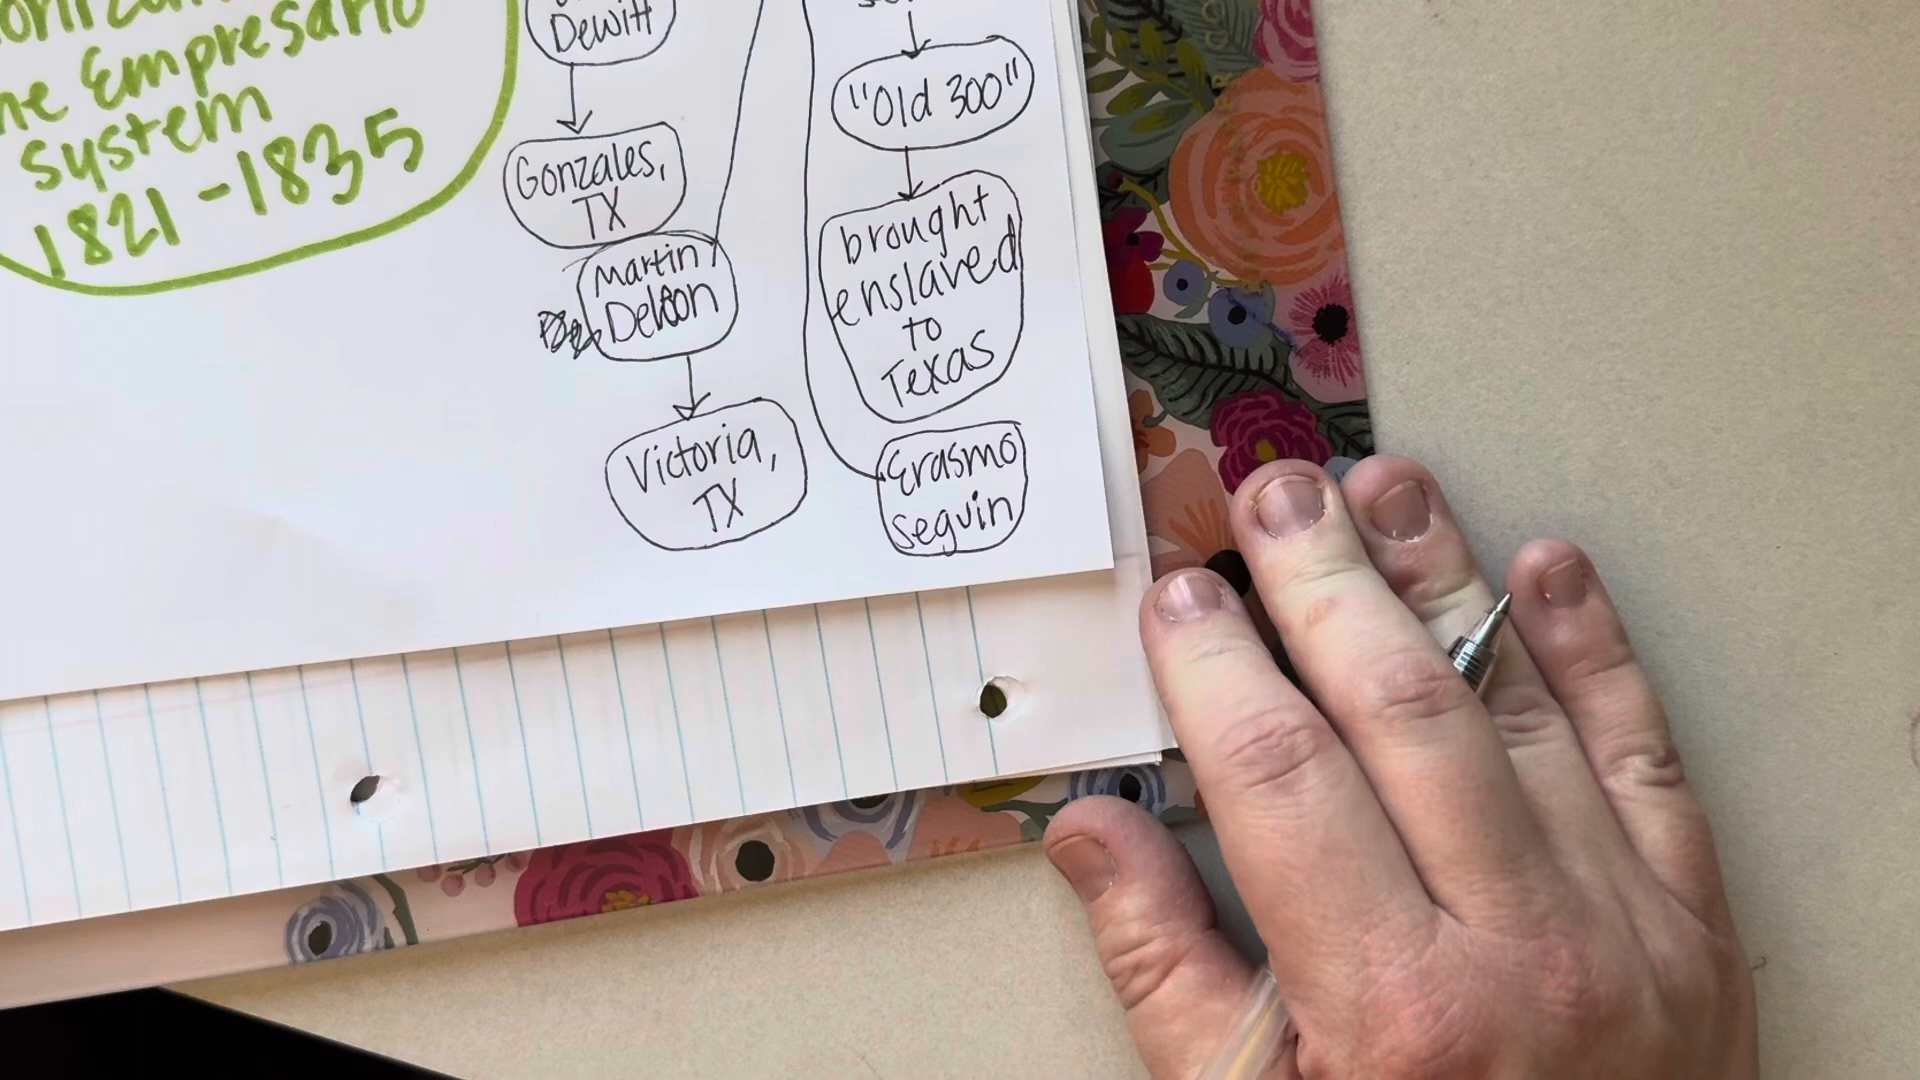 he Empresario
system
1821-1835
Dewitt
Gonzales,
TX
Martin
DeLeon
Victoria,
TX
"Old 300"
brought
enslaved
to
Texas
Erasmo
Seguin